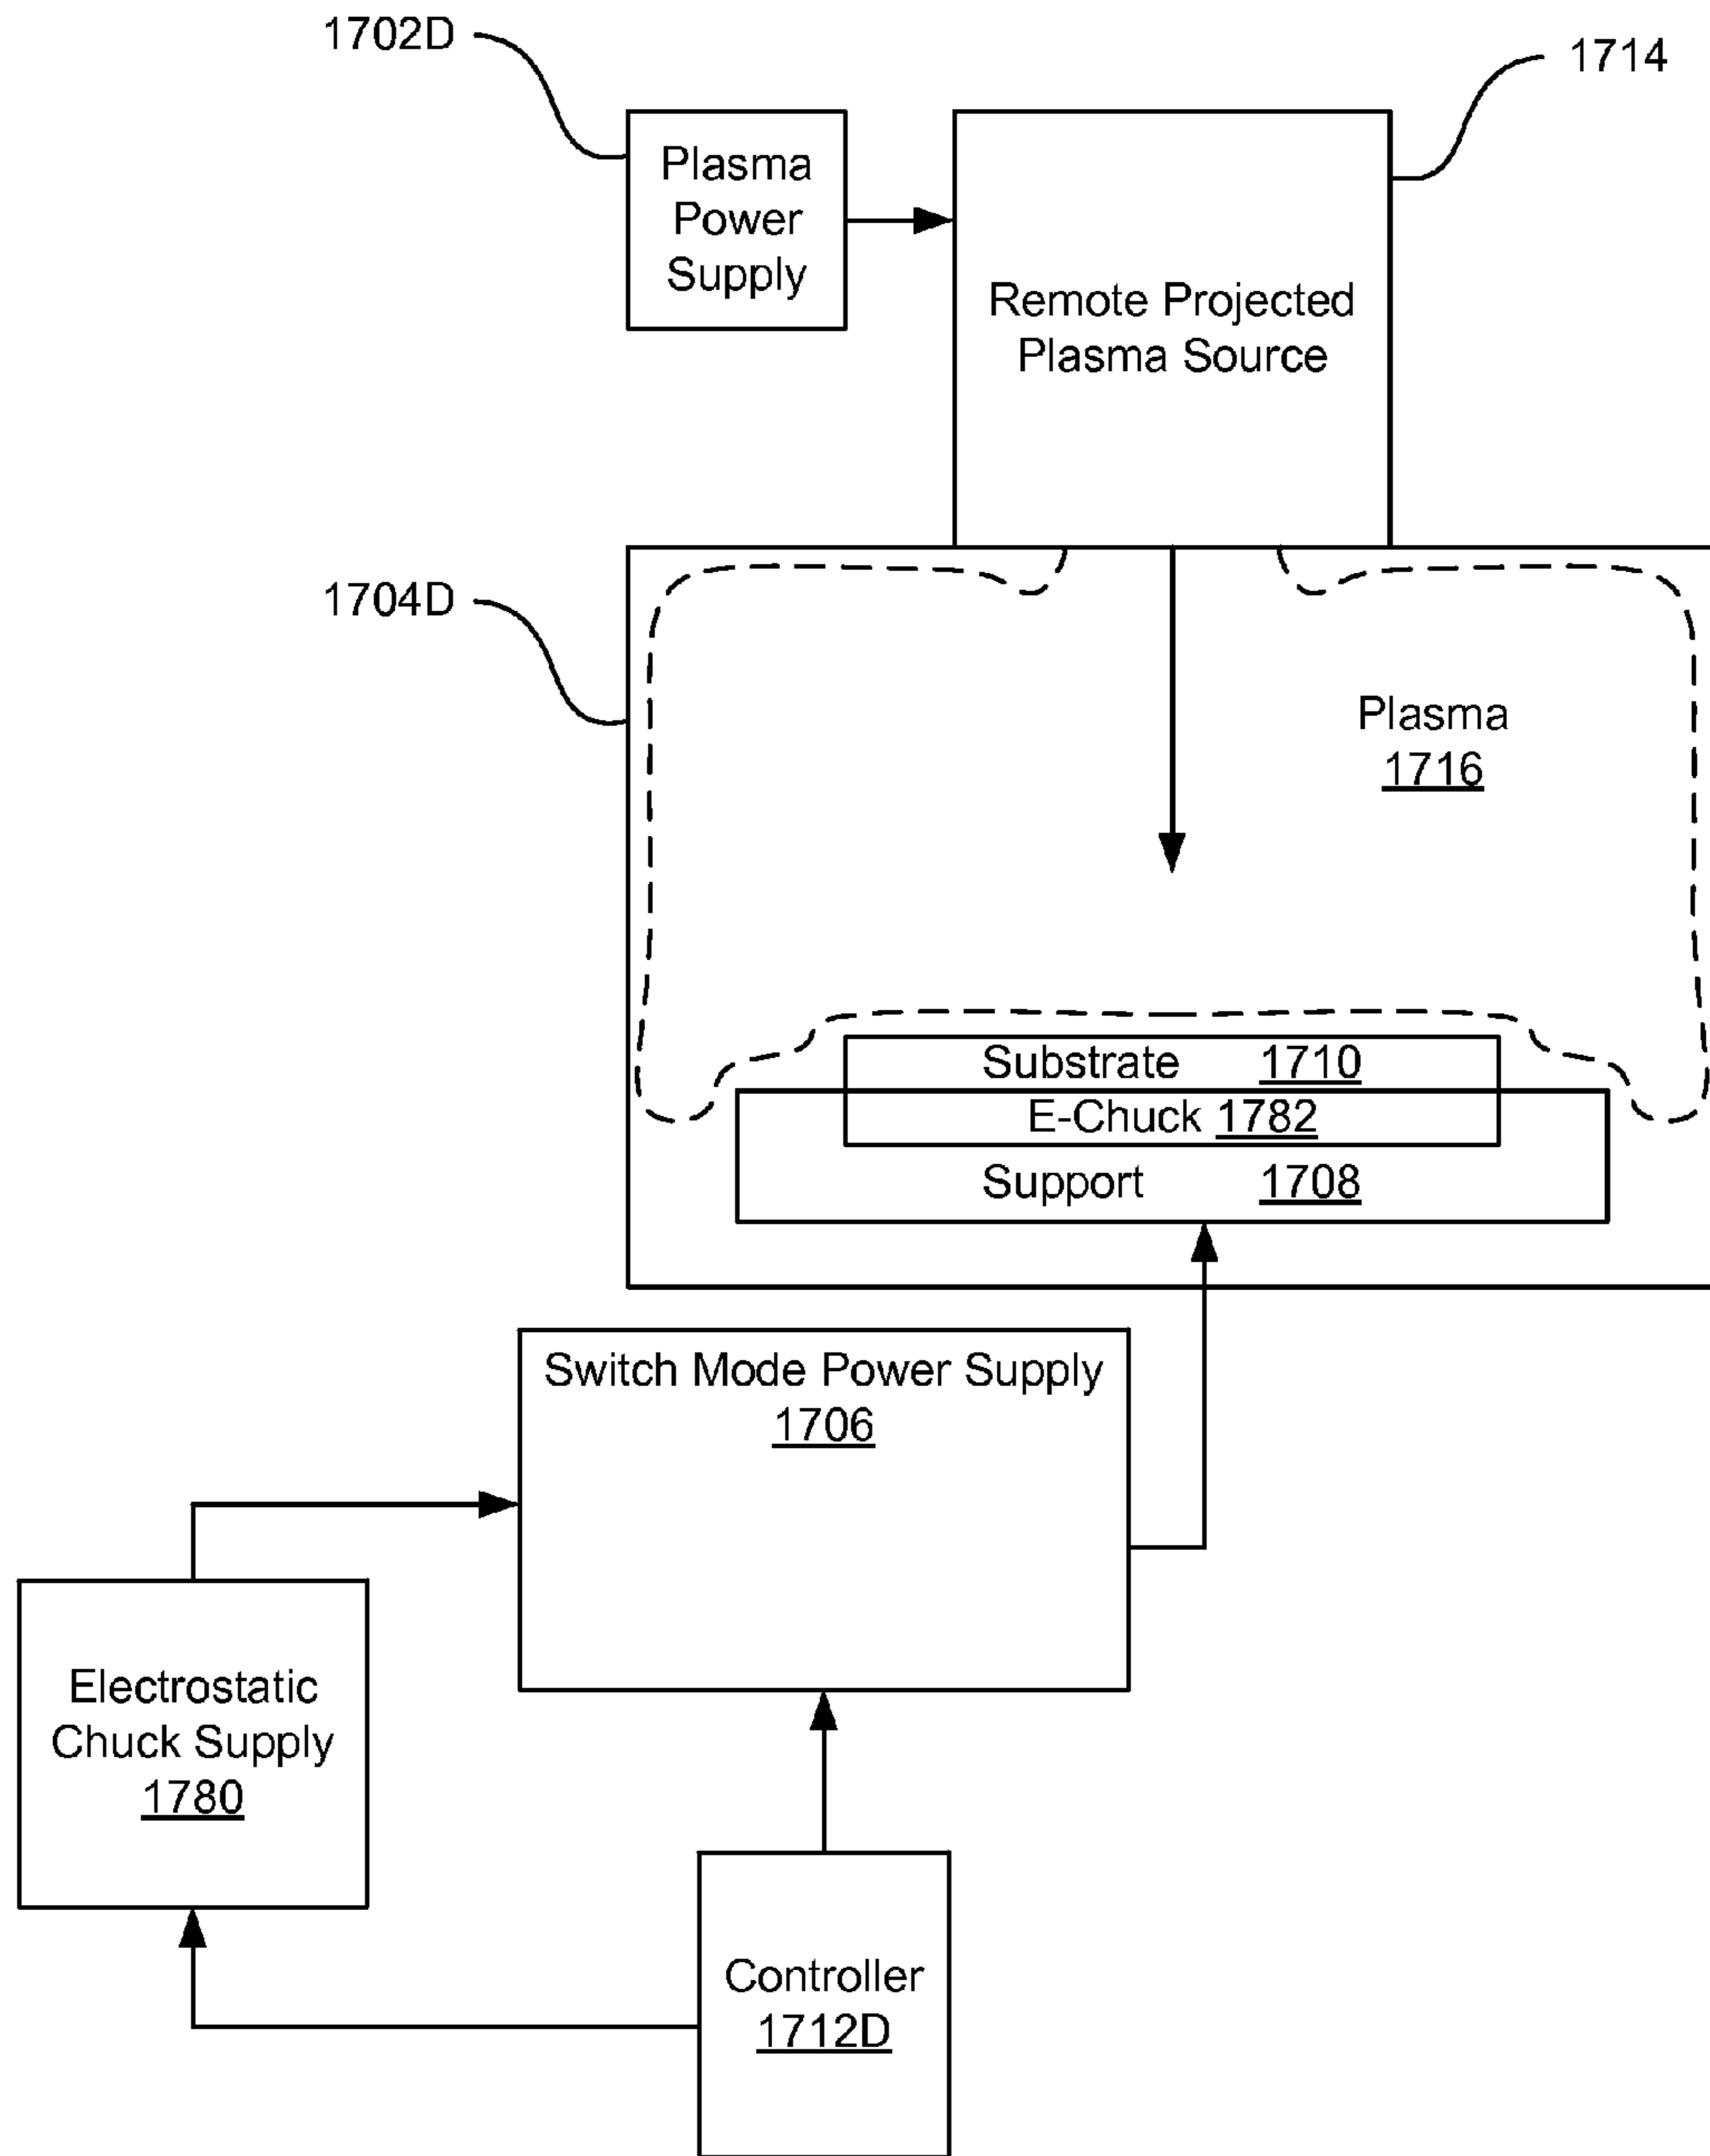 1702D
1714
Plasma
Power
Supply
Remote Projected
Plasma Source
1704D
Plasma
1716
Substrate 1710
E-Chuck 1782
Support 1708
Switch Mode Power Supply
1706
Electrostatic
Chuck Supply
1780
Controller
1712D